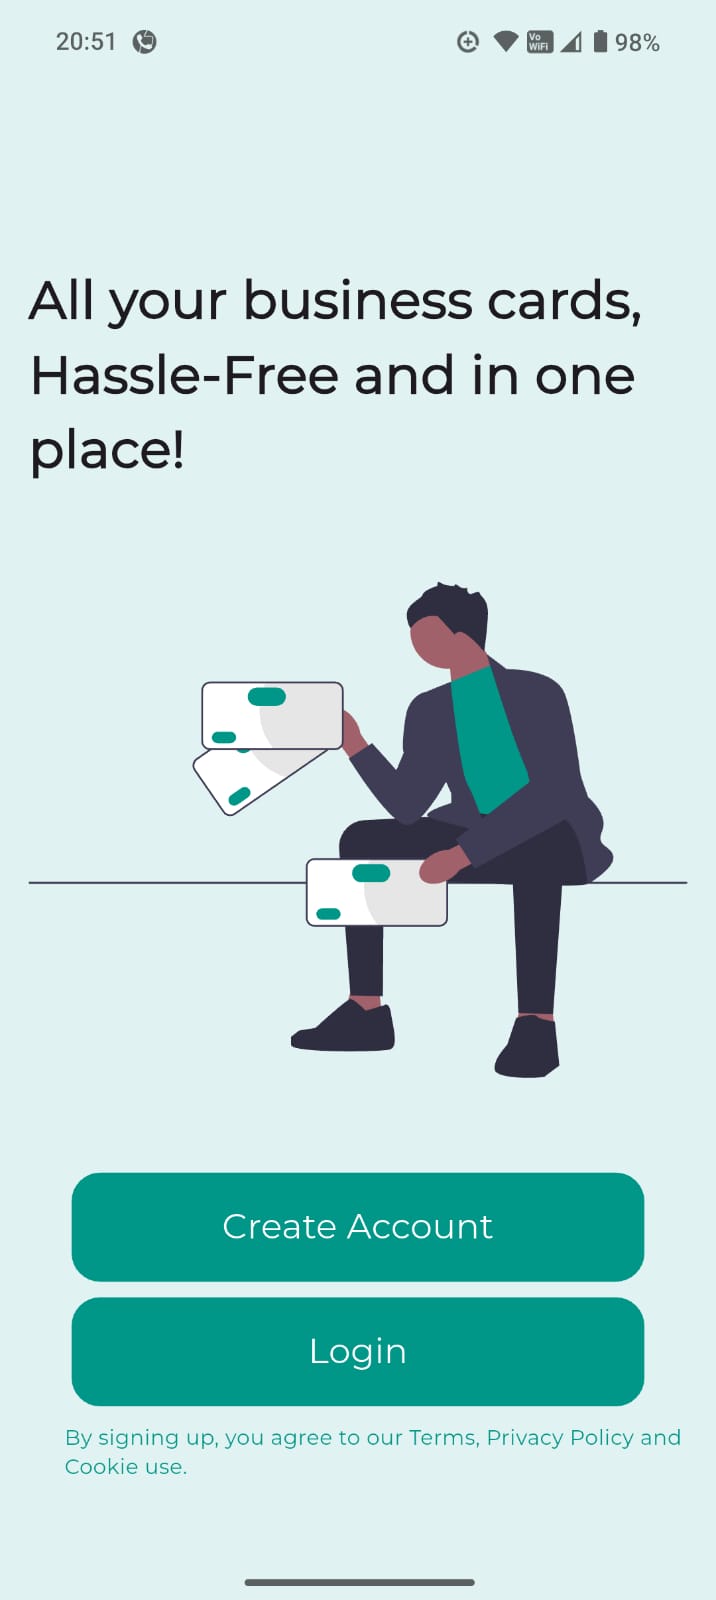 20:51
Vo
WiFi
98%
All your business cards,
Hassle-Free and in one
place!
Create Account
Login
By signing up, you agree to our Terms, Privacy Policy and
Cookie use.